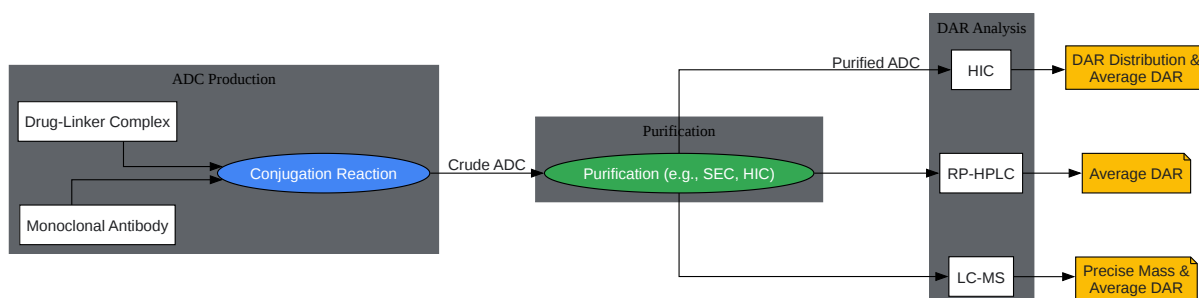 ADC Production
Drug-Linker Complex
Conjugation Reaction
Monoclonal Antibody
Crude ADC
Purification
Purification (e.g., SEC, HIC)
Purified ADC
DAR Analysis
HIC
RP-HPLC
LC-MS
DAR Distribution &
Average DAR
Average DAR
Precise Mass &
Average DAR